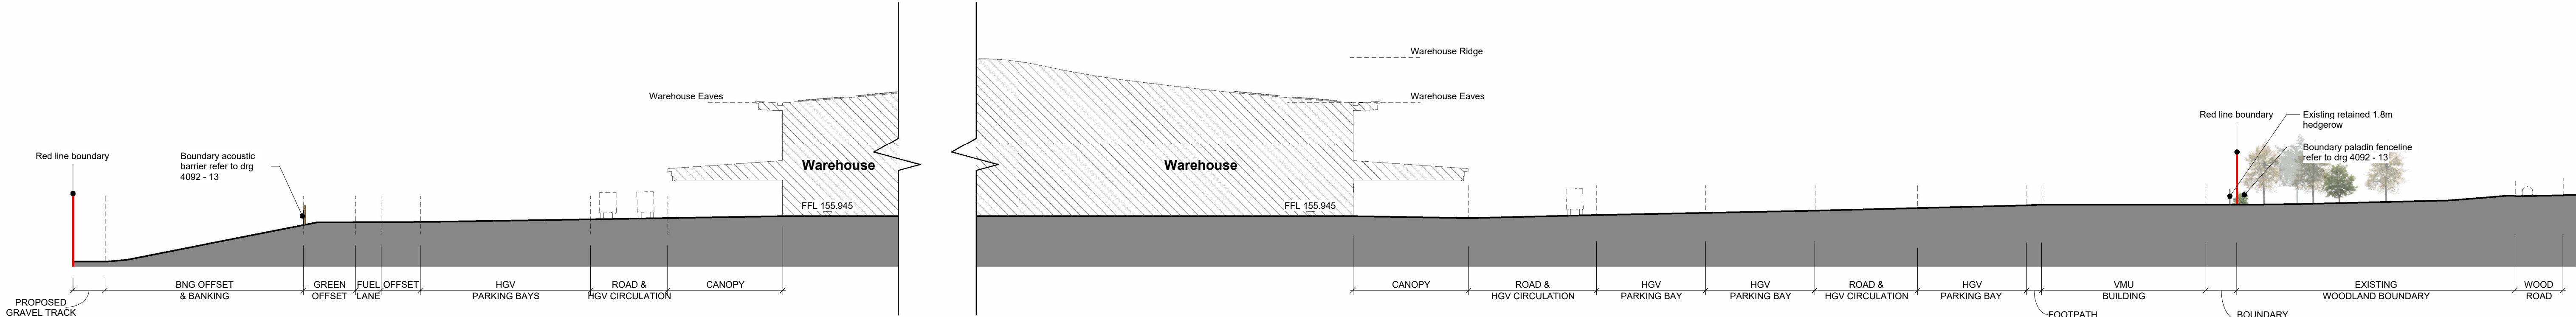 Warehouse Ridge
Warehouse Eaves
Warehouse Eaves
Red line boundary
Existing retained 1.8m
hedgerow
Boundary paladin fenceline
refer to drg 4092 - 13
Red line boundary
Boundary acoustic
barrier refer to drg
4092 - 13
Warehouse
Warehouse
FFL 155.945
FFL 155.945
PROPOSED
GRAVEL TRACK
BNG OFFSET
& BANKING
GREEN
OFFSET
FUEL
LANE
OFFSET
HGV
PARKING BAYS
ROAD &
HGV CIRCULATION
CANOPY
CANOPY
ROAD &
HGV CIRCULATION
HGV
PARKING BAY
HGV
PARKING BAY
ROAD &
HGV CIRCULATION
HGV
PARKING BAY
FOOTPATH
VMU
BUILDING
BOUNDARY
EXISTING
WOODLAND BOUNDARY
WOOD
ROAD